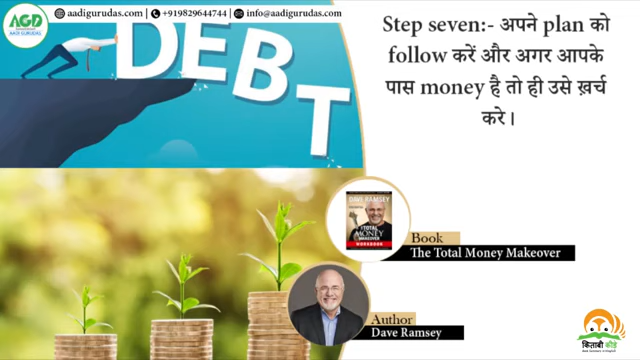 AGD
AADI GURUDAS
aadigurudas.com | +919829644744 | info@aadigurudas.com
DEBT
Step seven:- अपने plan को
follow करें और अगर आपके
पास money है तो ही उसे ख़र्च
करे।
DAVE RAMSEY
TOTAL
MONEY
MAKEOVER
WORKBOOK
Book
The Total Money Makeover
Author
Dave Ramsey
किताबी कीड़े